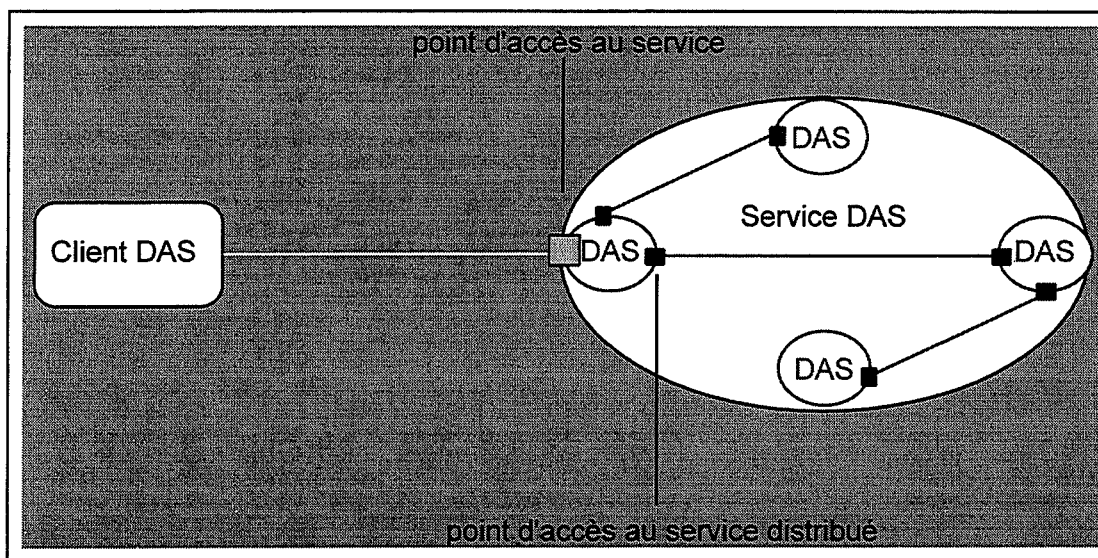 point d'accès au service
DAS
Service DAS
Client DAS
DAS
DAS
DAS
point d'accès au service distribué